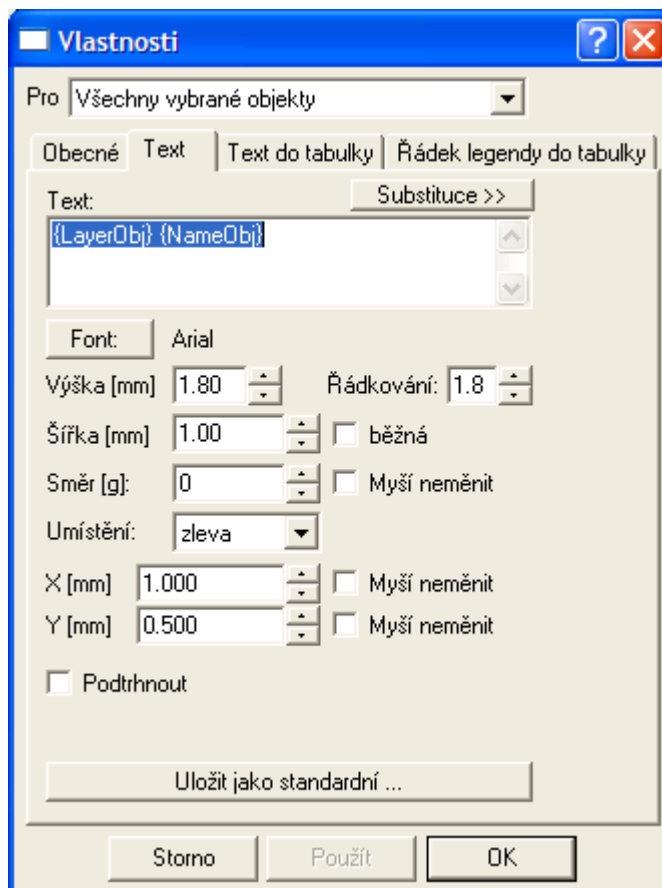 Vlastnosti
Pro Všechny vybrané objekty
Obecné Text Text do tabulky Řádek legendy do tabulky
Text: Substituce >>
{LayerObj} {NameObj}
Font: Arial
Výška [mm] 1.80 Řádkování: 1.8
Šířka [mm] 1.00 běžná
Směr [g]: 0 Myší neměnit
Umístění: zleva
X [mm] 1.000 Myší neměnit
Y [mm] 0.500 Myší neměnit
Podtrhnout
Uložit jako standardní ...
Storno Použít OK